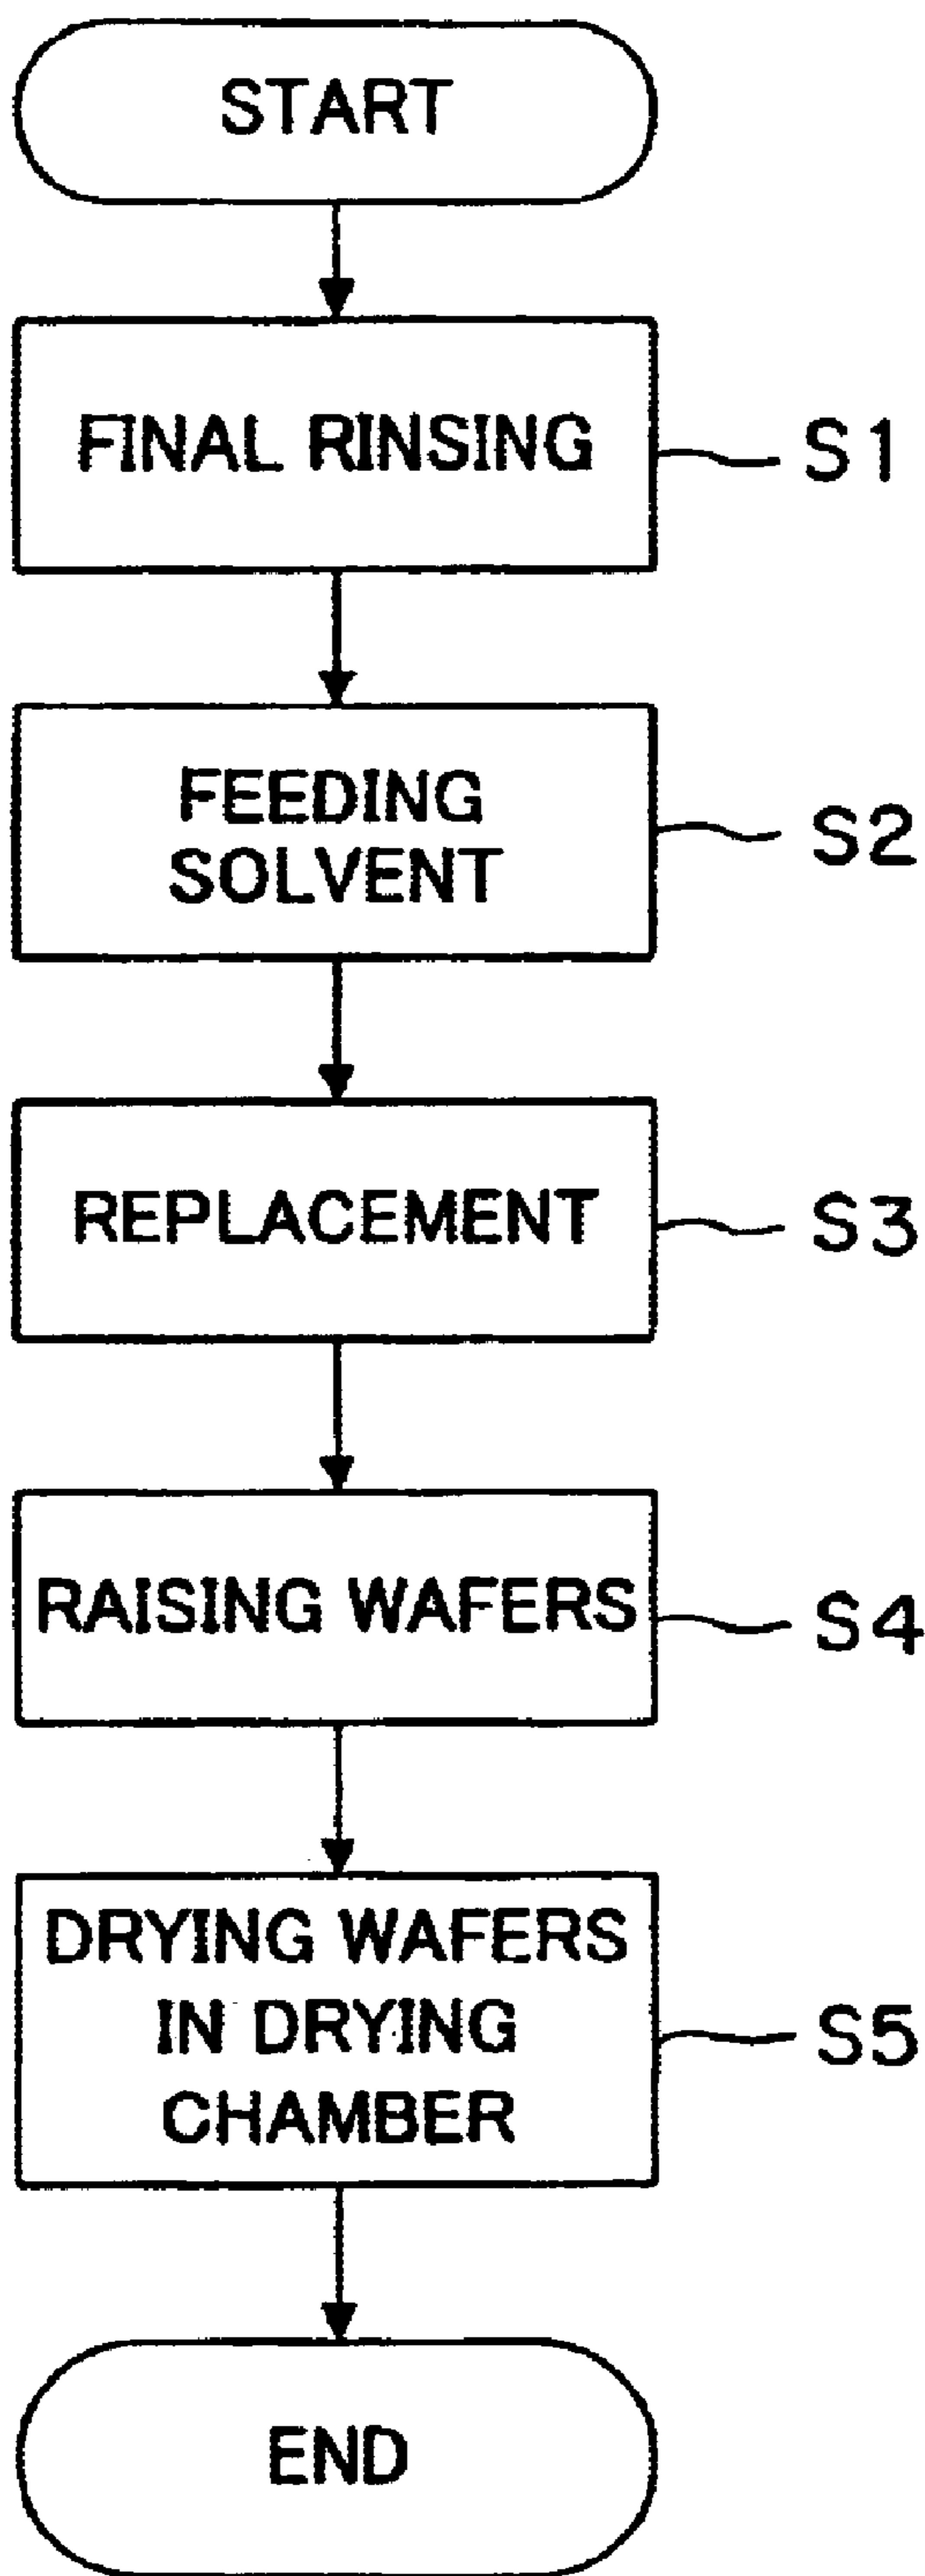 START
FINAL RINSING
S1
FEEDING
SOLVENT
S2
REPLACEMENT
S3
RAISING WAFERS
S4
DRYING WAFERS
IN DRYING
CHAMBER
S5
END